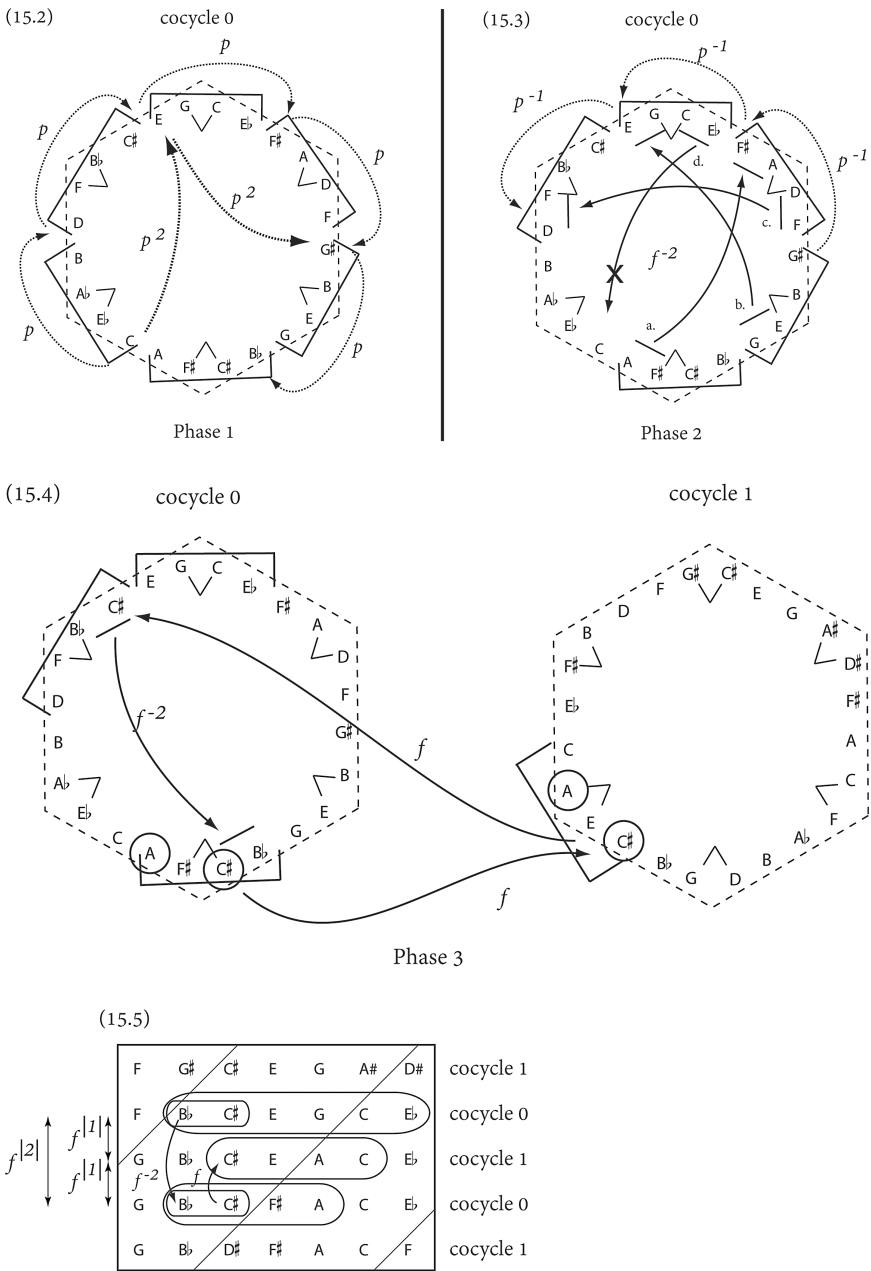 (15.2) cocycle 0
p
p
p
p
p
p
p 2
p 2
E G C E♭
F♯ A D F
G♯ B E G
B♭ C♯ F♯ A
C E♭ A♭ B
D F B♭ C♯
Phase 1
(15.3) cocycle 0
p -1
p -1
p -1
E G C E♭
F♯ A D F
G♯ B E G
B♭ C♯ F♯ A
C E♭ A♭ B
D F B♭ C♯
d.
c.
b.
a.
X
f -2
Phase 2
(15.4) cocycle 0 cocycle 1
E G C E♭
F♯ A D F
G♯ B E G
B♭ C♯ F♯ A
C E♭ A♭ B
D F B♭ C♯
f -2
f
f
D F G♯ C♯ E
G A♯ D♯ F♯
A C F A♭
B D G B♭
C♯ E A C
E♭ F♯ B
Phase 3
(15.5)
F G♯ C♯ E G A# D# cocycle 1
F B♭ C♯ E G C E♭ cocycle 0
G B♭ C♯ E A C E♭ cocycle 1
G B♭ C♯ F♯ A C E♭ cocycle 0
G B♭ D♯ F♯ A C F cocycle 1
f |2|
f |1|
f |1|
f -2
f